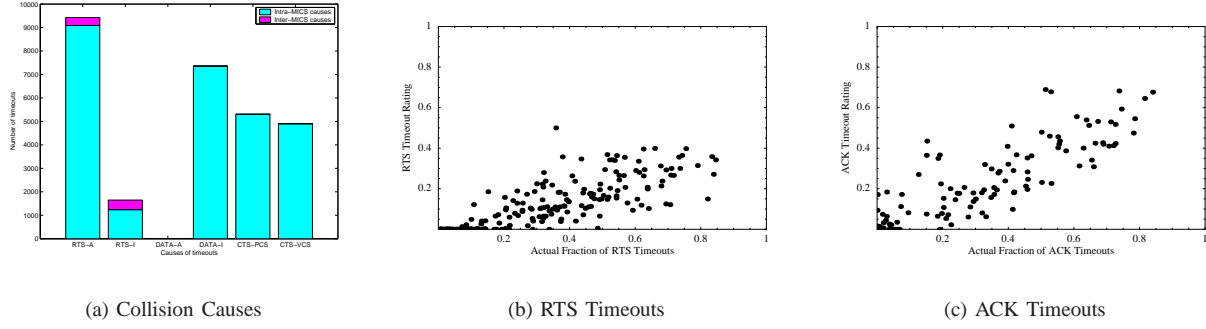 Intra−MICS causes
Inter−MICS causes
10000
9000
8000
7000
6000
5000
4000
3000
2000
1000
0
Number of timeouts
RTS−A RTS−I DATA−A DATA−I CTS−PCS CTS−VCS
Causes of timeouts
(a) Collision Causes
1
0.8
0.6
0.4
0.2
RTS Timeout Rating
0.2 0.4 0.6 0.8 1
Actual Fraction of RTS Timeouts
(b) RTS Timeouts
1
0.8
0.6
0.4
0.2
ACK Timeout Rating
0.2 0.4 0.6 0.8 1
Actual Fraction of ACK Timeouts
(c) ACK Timeouts